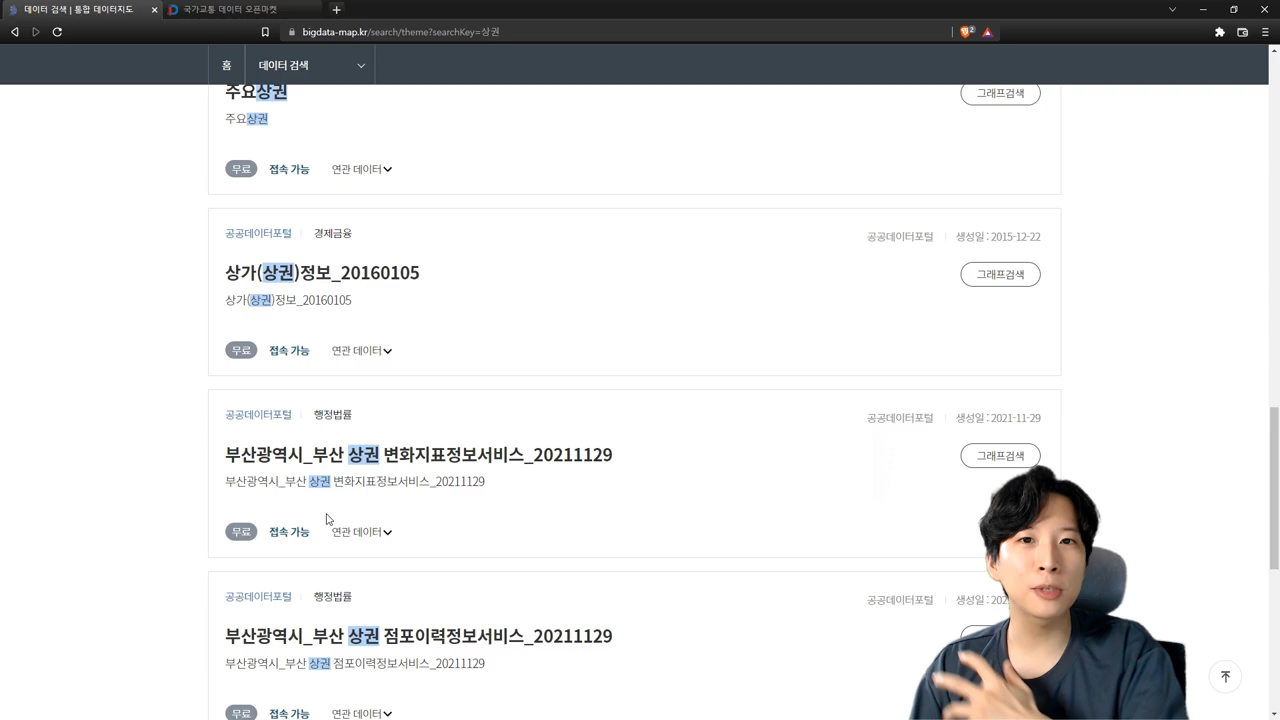 데이터 검색 | 통합 데이터지도
국가교통 데이터 오픈마켓
bigdata-map.kr/search/theme?searchKey=상권
2
홈
데이터 검색
주요상권
그래프검색
주요상권
무료
접속 가능
연관 데이터
공공데이터포털
경제금융
공공데이터포털
생성일 : 2015-12-22
상가(상권)정보_20160105
그래프검색
상가(상권)정보_20160105
무료
접속 가능
연관 데이터
공공데이터포털
행정법률
공공데이터포털
생성일 : 2021-11-29
부산광역시_부산 상권 변화지표정보서비스_20211129
그래프검색
부산광역시_부산 상권 변화지표정보서비스_20211129
무료
접속 가능
연관 데이터
공공데이터포털
행정법률
공공데이터포털
생성일 :
부산광역시_부산 상권 점포이력정보서비스_20211129
부산광역시_부산 상권 점포이력정보서비스_20211129
무료
접속 가능
연관 데이터